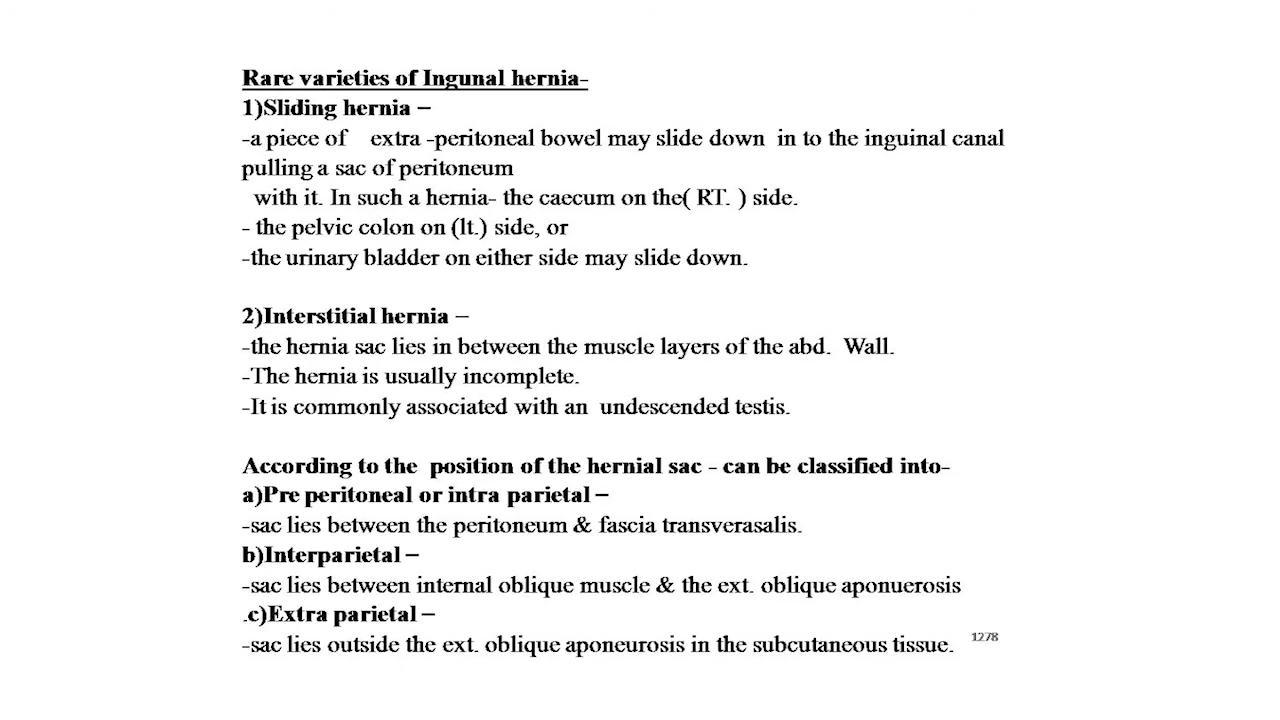 Rare varieties of Ingunal hernia-
1)Sliding hernia –
-a piece of extra -peritoneal bowel may slide down in to the inguinal canal
pulling a sac of peritoneum
with it. In such a hernia- the caecum on the( RT. ) side.
- the pelvic colon on (lt.) side, or
-the urinary bladder on either side may slide down.
2)Interstitial hernia –
-the hernia sac lies in between the muscle layers of the abd. Wall.
-The hernia is usually incomplete.
-It is commonly associated with an undescended testis.
According to the position of the hernial sac - can be classified into-
a)Pre peritoneal or intra parietal –
-sac lies between the peritoneum & fascia transverasalis.
b)Interparietal –
-sac lies between internal oblique muscle & the ext. oblique aponuerosis
.c)Extra parietal –
-sac lies outside the ext. oblique aponeurosis in the subcutaneous tissue.
1278